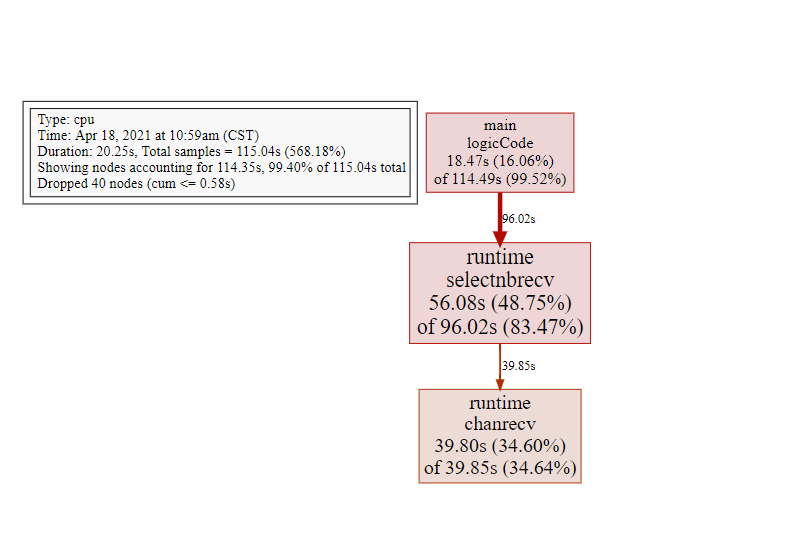 Type: cpu
Time: Apr 18, 2021 at 10:59am (CST)
Duration: 20.25s, Total samples = 115.04s (568.18%)
Showing nodes accounting for 114.35s, 99.40% of 115.04s total
Dropped 40 nodes (cum <= 0.58s)
main
logicCode
18.47s (16.06%)
of 114.49s (99.52%)
96.02s
runtime
selectnbrecv
56.08s (48.75%)
of 96.02s (83.47%)
39.85s
runtime
chanrecv
39.80s (34.60%)
of 39.85s (34.64%)